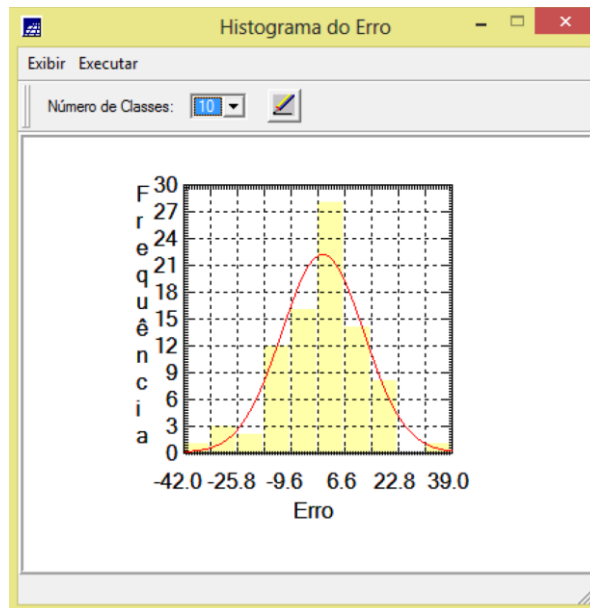 Histograma do Erro
Exibir Executar
Número de Classes: 10
Frequência
30
27
24
21
18
15
12
9
6
3
0
-42.0 -25.8 -9.6 6.6 22.8 39.0
Erro